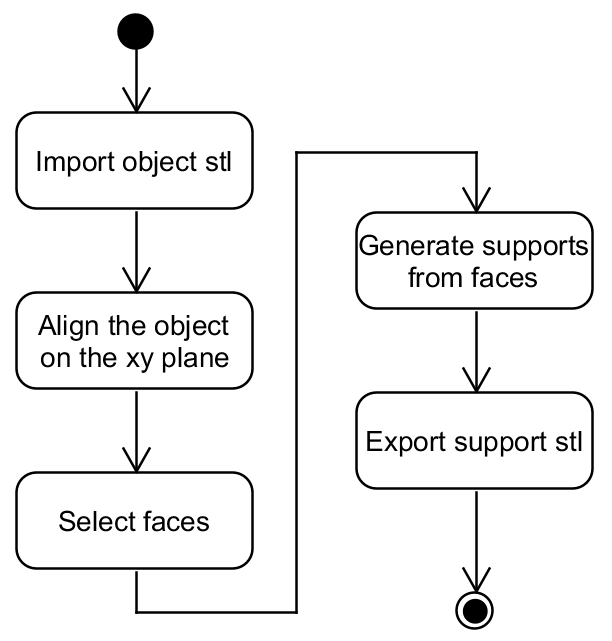 Import object stl
Align the object
on the xy plane
Select faces
Generate supports
from faces
Export support stl